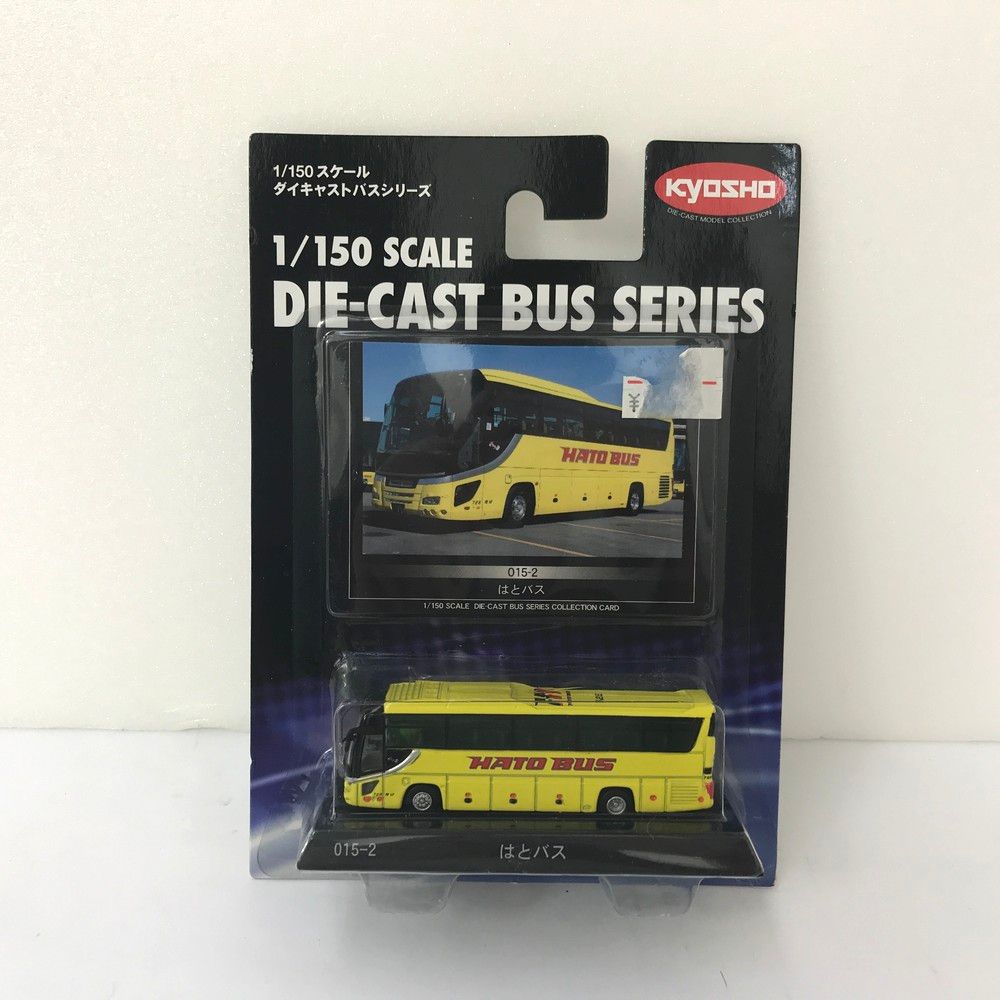 1/150 スケール
ダイキャストバスシリーズ
KYOSHO
DIE-CAST MODEL COLLECTION
1/150 SCALE
DIE-CAST BUS SERIES
¥
HATO BUS
015-2
はとバス
1/150 SCALE DIE-CAST BUS SERIES COLLECTION CARD
HATO BUS
015-2
はとバス